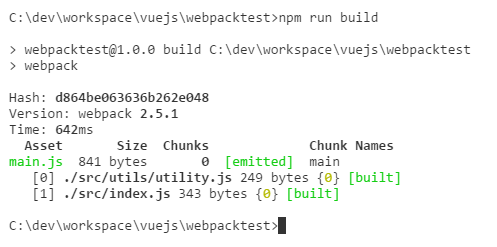 C:\dev\workspace\vuejs\webpacktest>npm run build
> webpacktest@1.0.0 build C:\dev\workspace\vuejs\webpacktest
> webpack
Hash: d864be063636b262e048
Version: webpack 2.5.1
Time: 642ms
Asset Size Chunks Chunk Names
main.js 841 bytes 0 [emitted] main
[0] ./src/utils/utility.js 249 bytes {0} [built]
[1] ./src/index.js 343 bytes {0} [built]
C:\dev\workspace\vuejs\webpacktest>